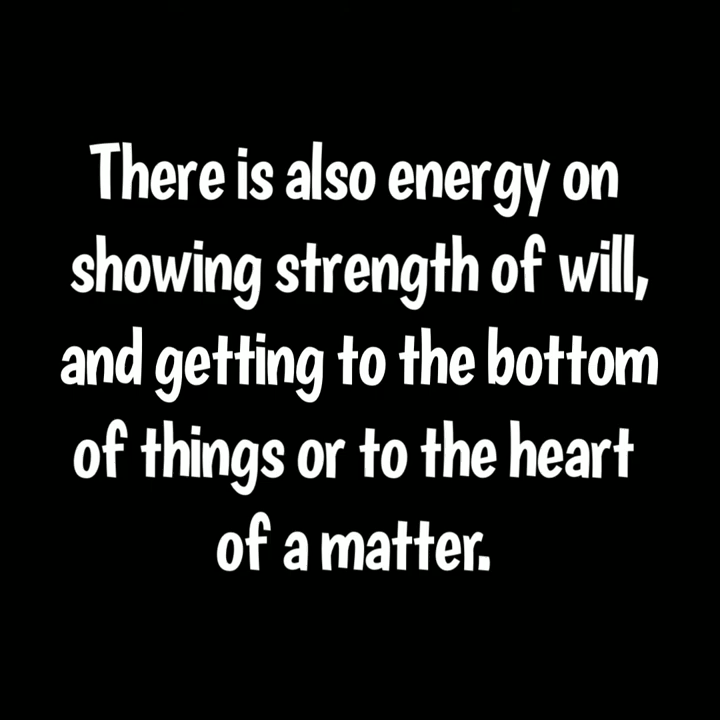 There is also energy on
showing strength of will,
and getting to the bottom
of things or to the heart
of a matter.